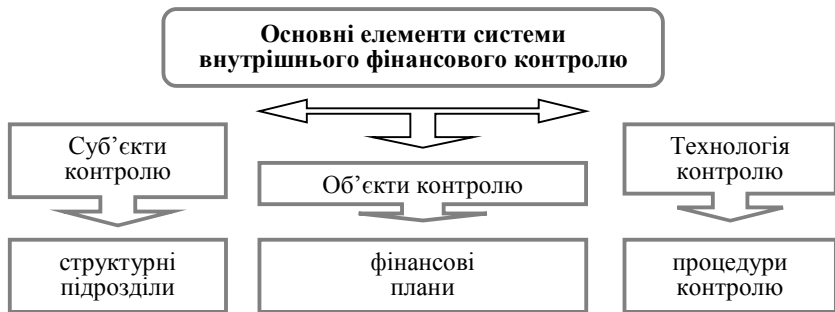 Основні елементи системи
внутрішнього фінансового контролю
Суб’єкти
контролю
Об’єкти контролю
Технологія
контролю
структурні
підрозділи
фінансові
плани
процедури
контролю